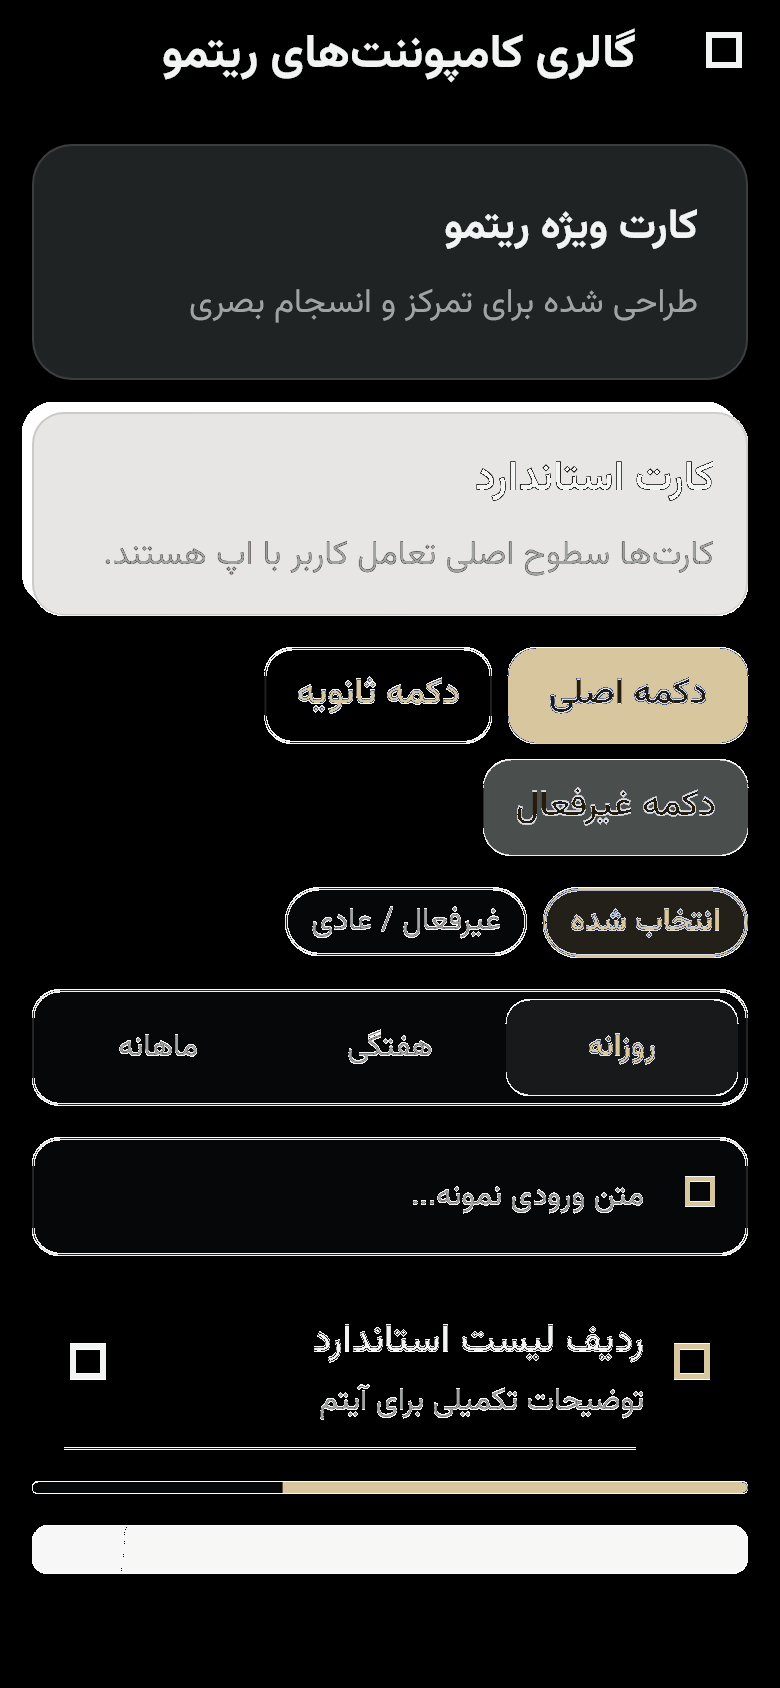 گالری کامپوننت‌های ریتمو
کارت ویژه ریتمو
طراحی شده برای تمرکز و انسجام بصری
کارت استاندارد
کارت‌ها سطوح اصلی تعامل کاربر با اپ هستند.
دکمه اصلی
دکمه ثانویه
دکمه غیرفعال
انتخاب شده
غیرفعال / عادی
روزانه
هفتگی
ماهانه
متن ورودی نمونه...
ردیف لیست استاندارد
توضیحات تکمیلی برای آیتم